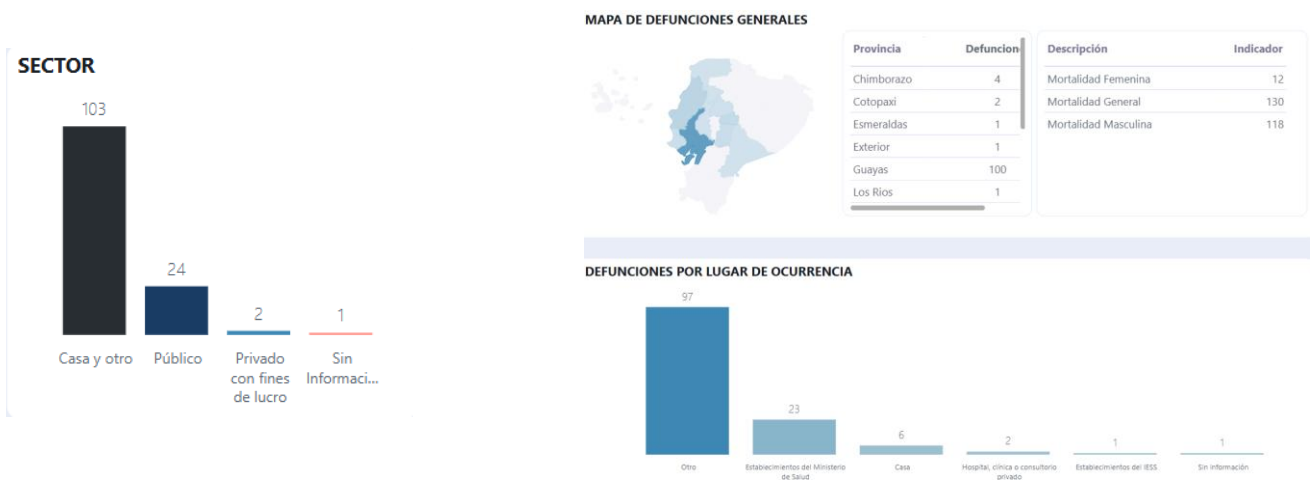 SECTOR
103
24
2
1
Casa y otro
Público
Privado
con fines
de lucro
Sin
Informaci...
MAPA DE DEFUNCIONES GENERALES
Provincia Defuncion
Chimborazo 4
Cotopaxi 2
Esmeraldas 1
Exterior 1
Guayas 100
Los Rios 1
Descripción Indicador
Mortalidad Femenina 12
Mortalidad General 130
Mortalidad Masculina 118
DEFUNCIONES POR LUGAR DE OCURRENCIA
97
23
6
2
1
1
Otro
Establecimientos del Ministerio
de Salud
Casa
Hospital, clínica o consultorio
privado
Establecimientos del IESS
Sin información